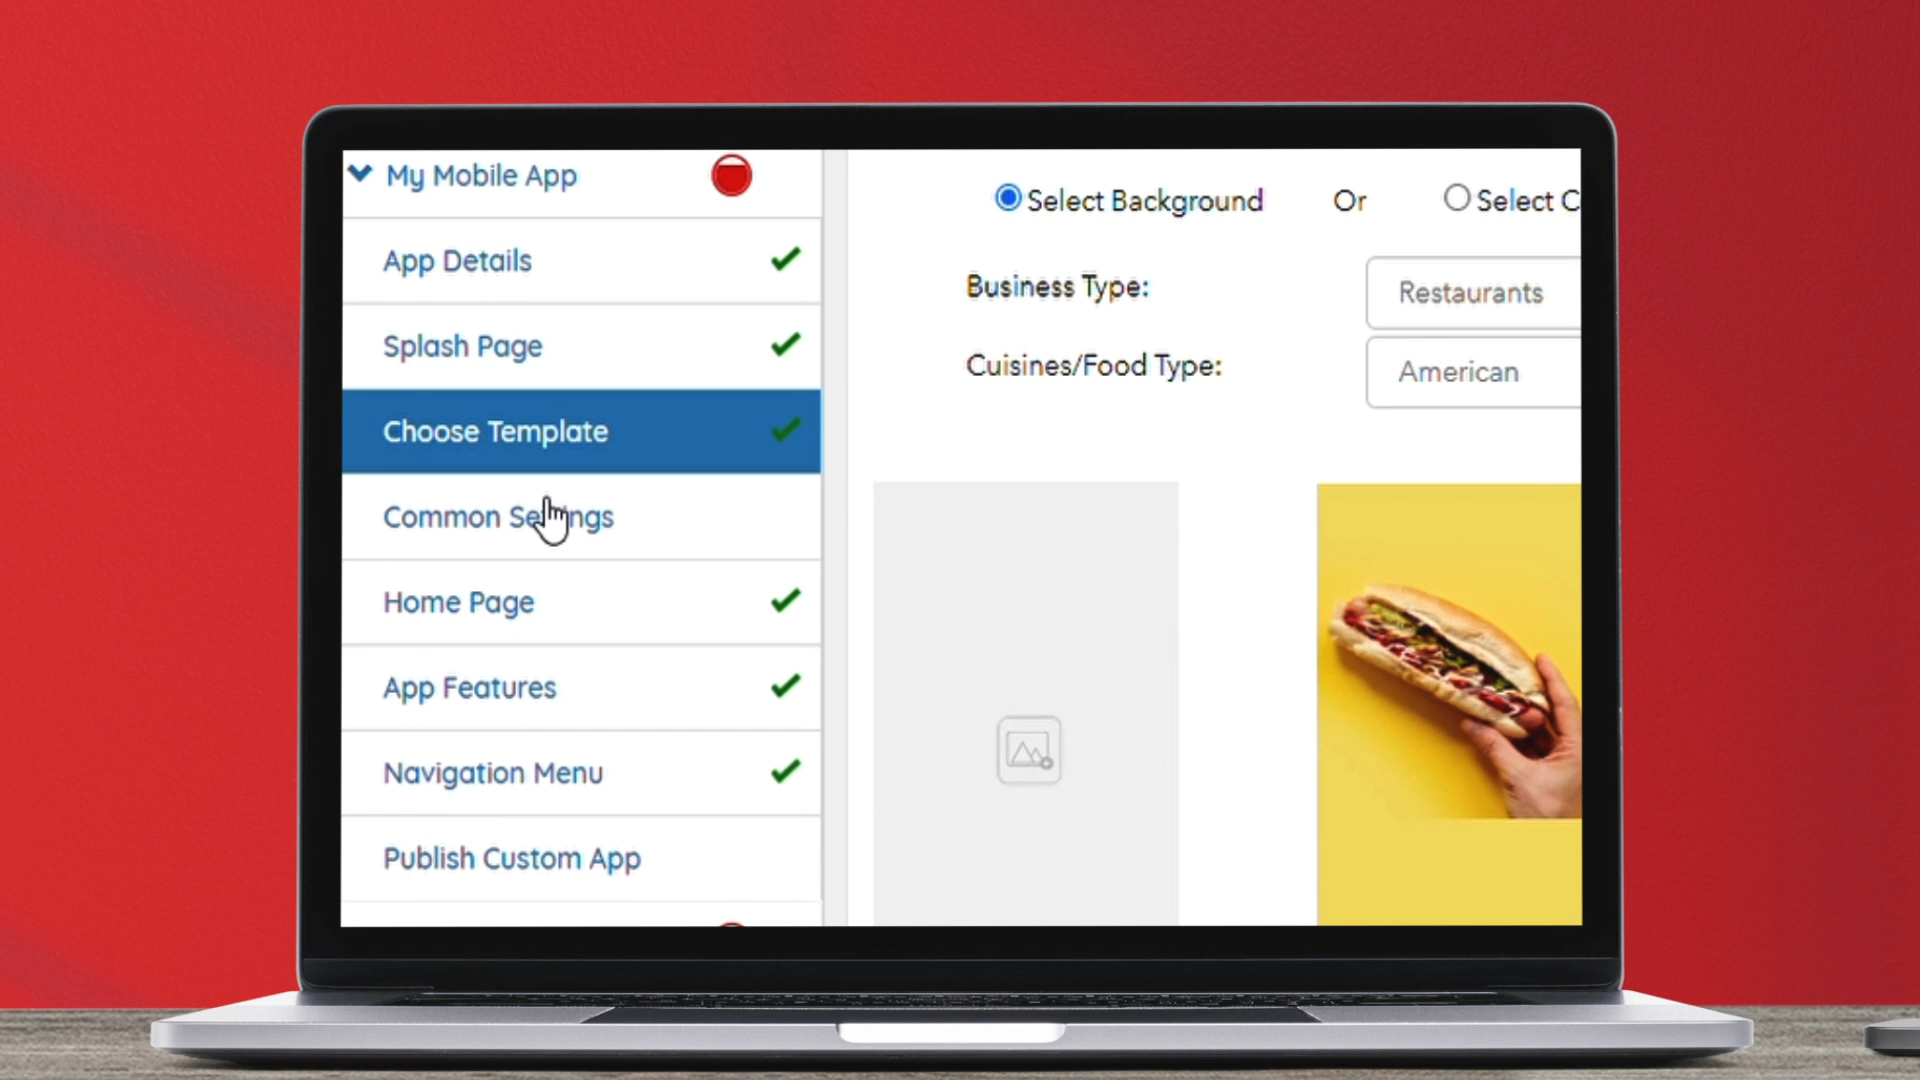 My Mobile App
App Details
Splash Page
Choose Template
Common Se ngs
Home Page
App Features
Navigation Menu
Publish Custom App
Select Background Or Select C
Business Type: Restaurants
Cuisines/Food Type: American